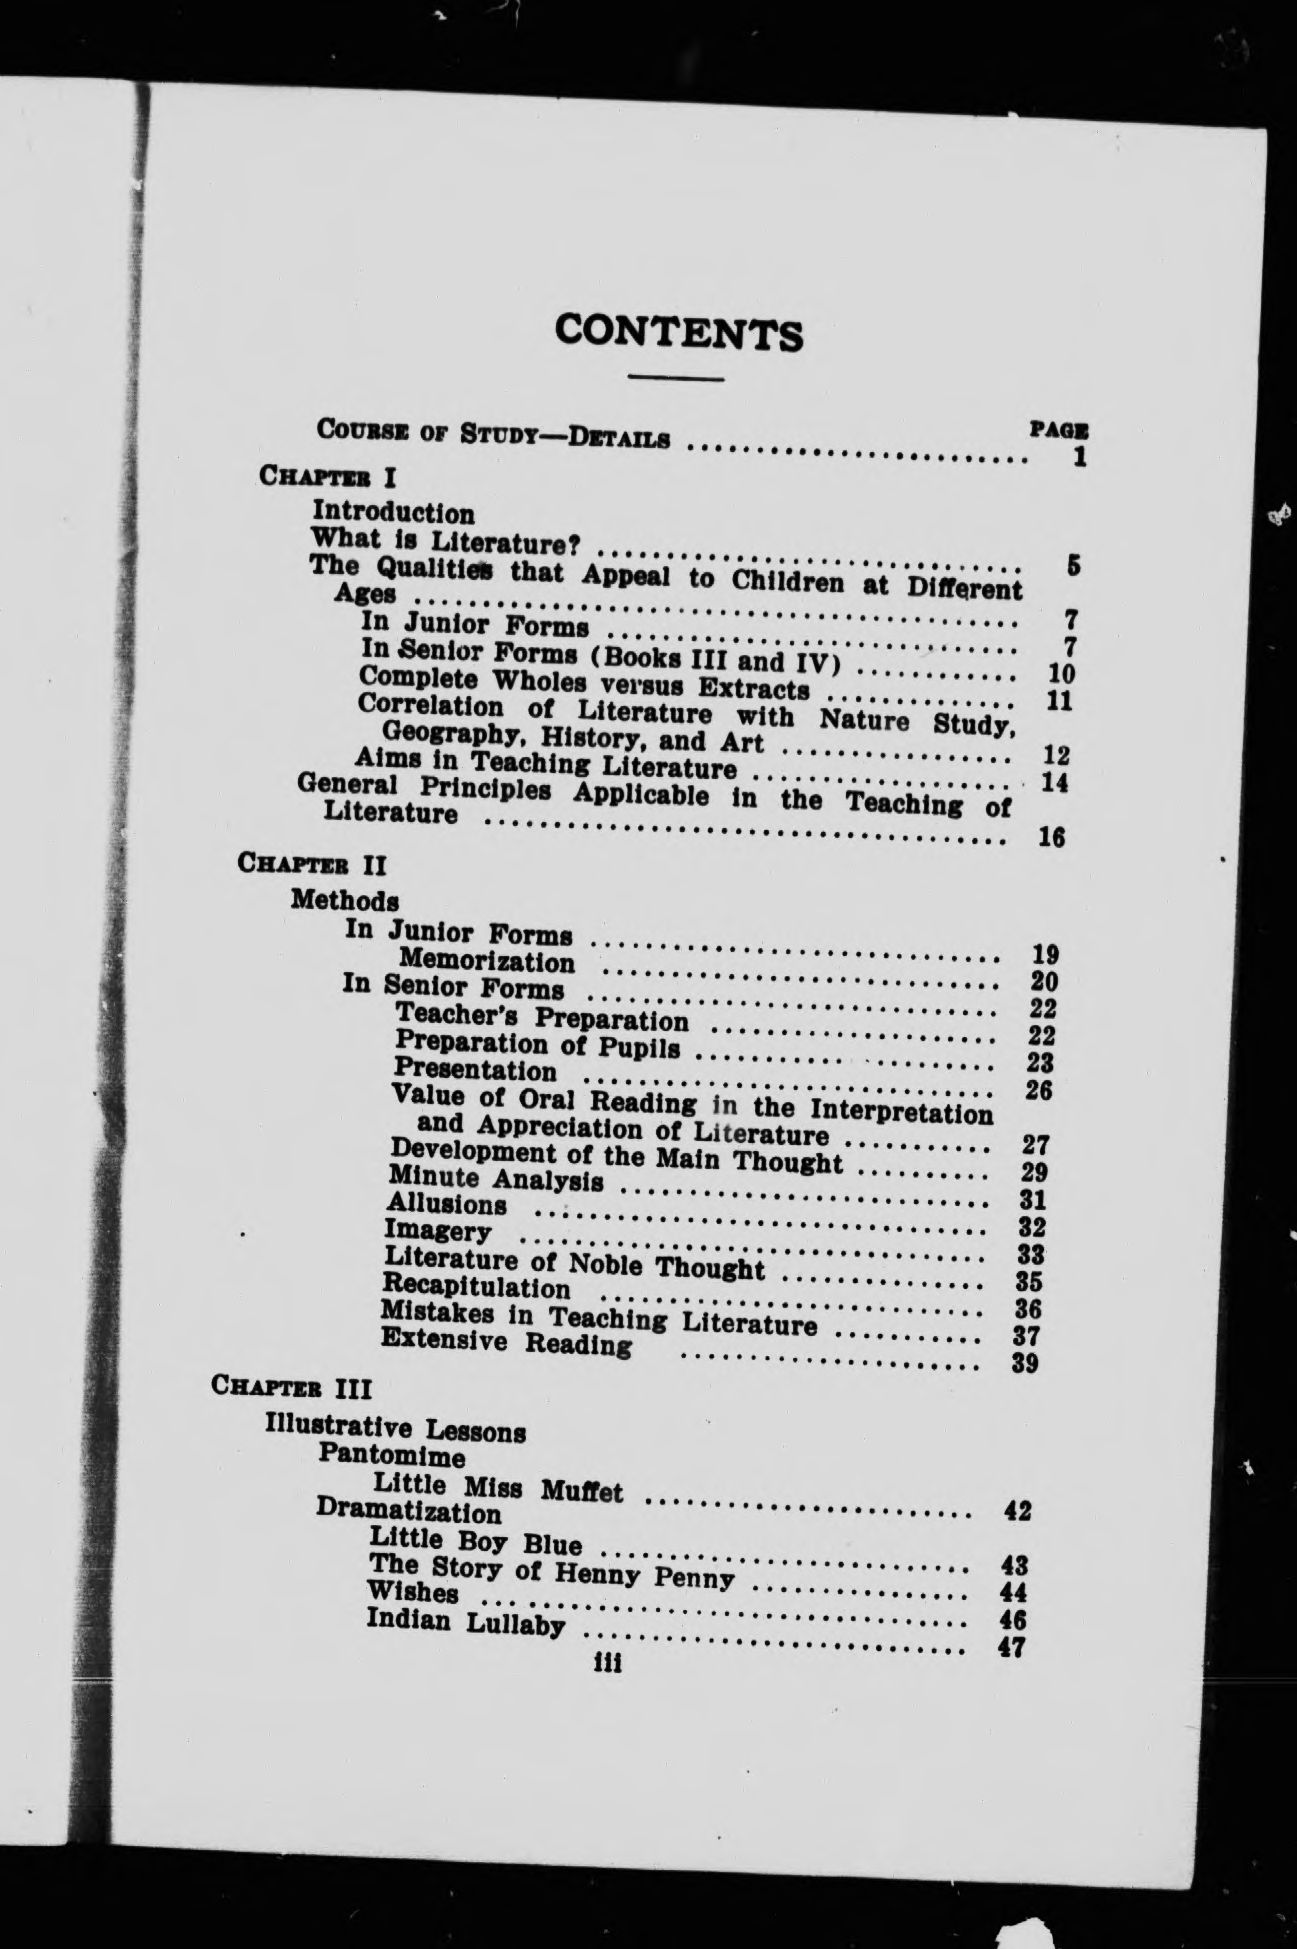 CONTENTS
PAGE
COURSE OF STUDY—DETAILS ......................... 1
CHAPTER I
Introduction
What is Literature? ............................... 5
The Qualities that Appeal to Children at Different
Ages ............................................ 7
In Junior Forms .............................. 7
In Senior Forms (Books III and IV) ............ 10
Complete Wholes versus Extracts .............. 11
Correlation of Literature with Nature Study,
Geography, History, and Art ................. 12
Aims in Teaching Literature ................... 14
General Principles Applicable in the Teaching of
Literature ...................................... 16
CHAPTER II
Methods
In Junior Forms .............................. 19
Memorization ............................. 20
In Senior Forms .............................. 22
Teacher's Preparation ..................... 22
Preparation of Pupils ...................... 23
Presentation .............................. 26
Value of Oral Reading in the Interpretation
and Appreciation of Literature ........... 27
Development of the Main Thought .......... 29
Minute Analysis ........................... 31
Allusions ................................. 32
Imagery .................................. 33
Literature of Noble Thought ............... 35
Recapitulation ............................ 36
Mistakes in Teaching Literature ........... 37
Extensive Reading ...................... 39
CHAPTER III
Illustrative Lessons
Pantomime
Little Miss Muffet ........................ 42
Dramatization
Little Boy Blue ........................... 43
The Story of Henny Penny ................ 44
Wishes ................................... 46
Indian Lullaby ............................ 47
iii